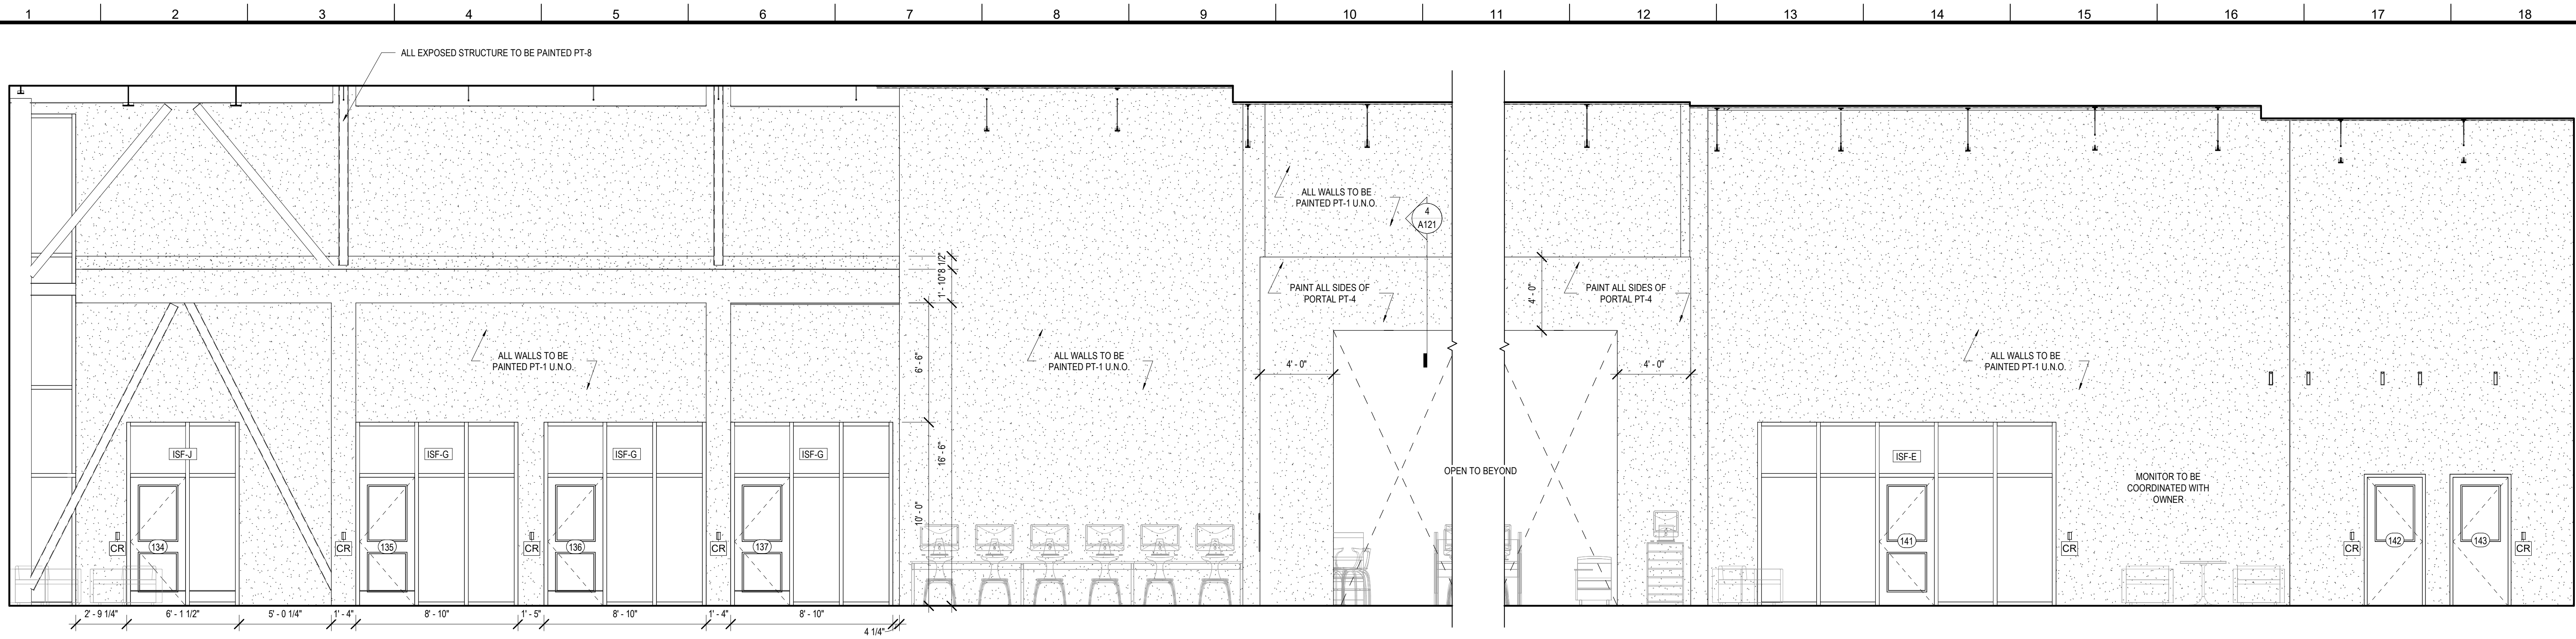 1 2 3 4 5 6 7 8 9 10 11 12 13 14 15 16 17 18
ALL EXPOSED STRUCTURE TO BE PAINTED PT-8
ALL WALLS TO BE
PAINTED PT-1 U.N.O.
4
A121
8 1/2"
1' - 10"
PAINT ALL SIDES OF
PORTAL PT-4
4' - 0"
PAINT ALL SIDES OF
PORTAL PT-4
ALL WALLS TO BE
PAINTED PT-1 U.N.O.
6' - 6"
ALL WALLS TO BE
PAINTED PT-1 U.N.O.
4' - 0"
4' - 0"
ALL WALLS TO BE
PAINTED PT-1 U.N.O.
ISF-J
ISF-G
ISF-G
ISF-G
16' - 6"
10' - 0"
OPEN TO BEYOND
ISF-E
MONITOR TO BE
COORDINATED WITH
OWNER
CR
134
CR
135
CR
136
CR
137
141
CR
CR
142
143
CR
2' - 9 1/4"
6' - 1 1/2"
5' - 0 1/4"
1' - 4"
8' - 10"
1' - 5"
8' - 10"
1' - 4"
8' - 10"
4 1/4"